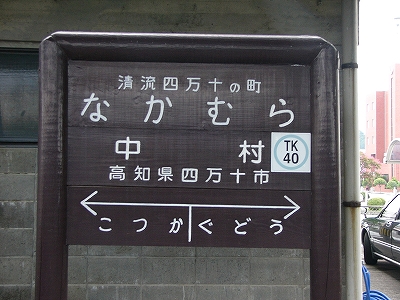 清流四万十の町
なかむら
中村
TK
40
高知県四万十市
こつか ぐどう